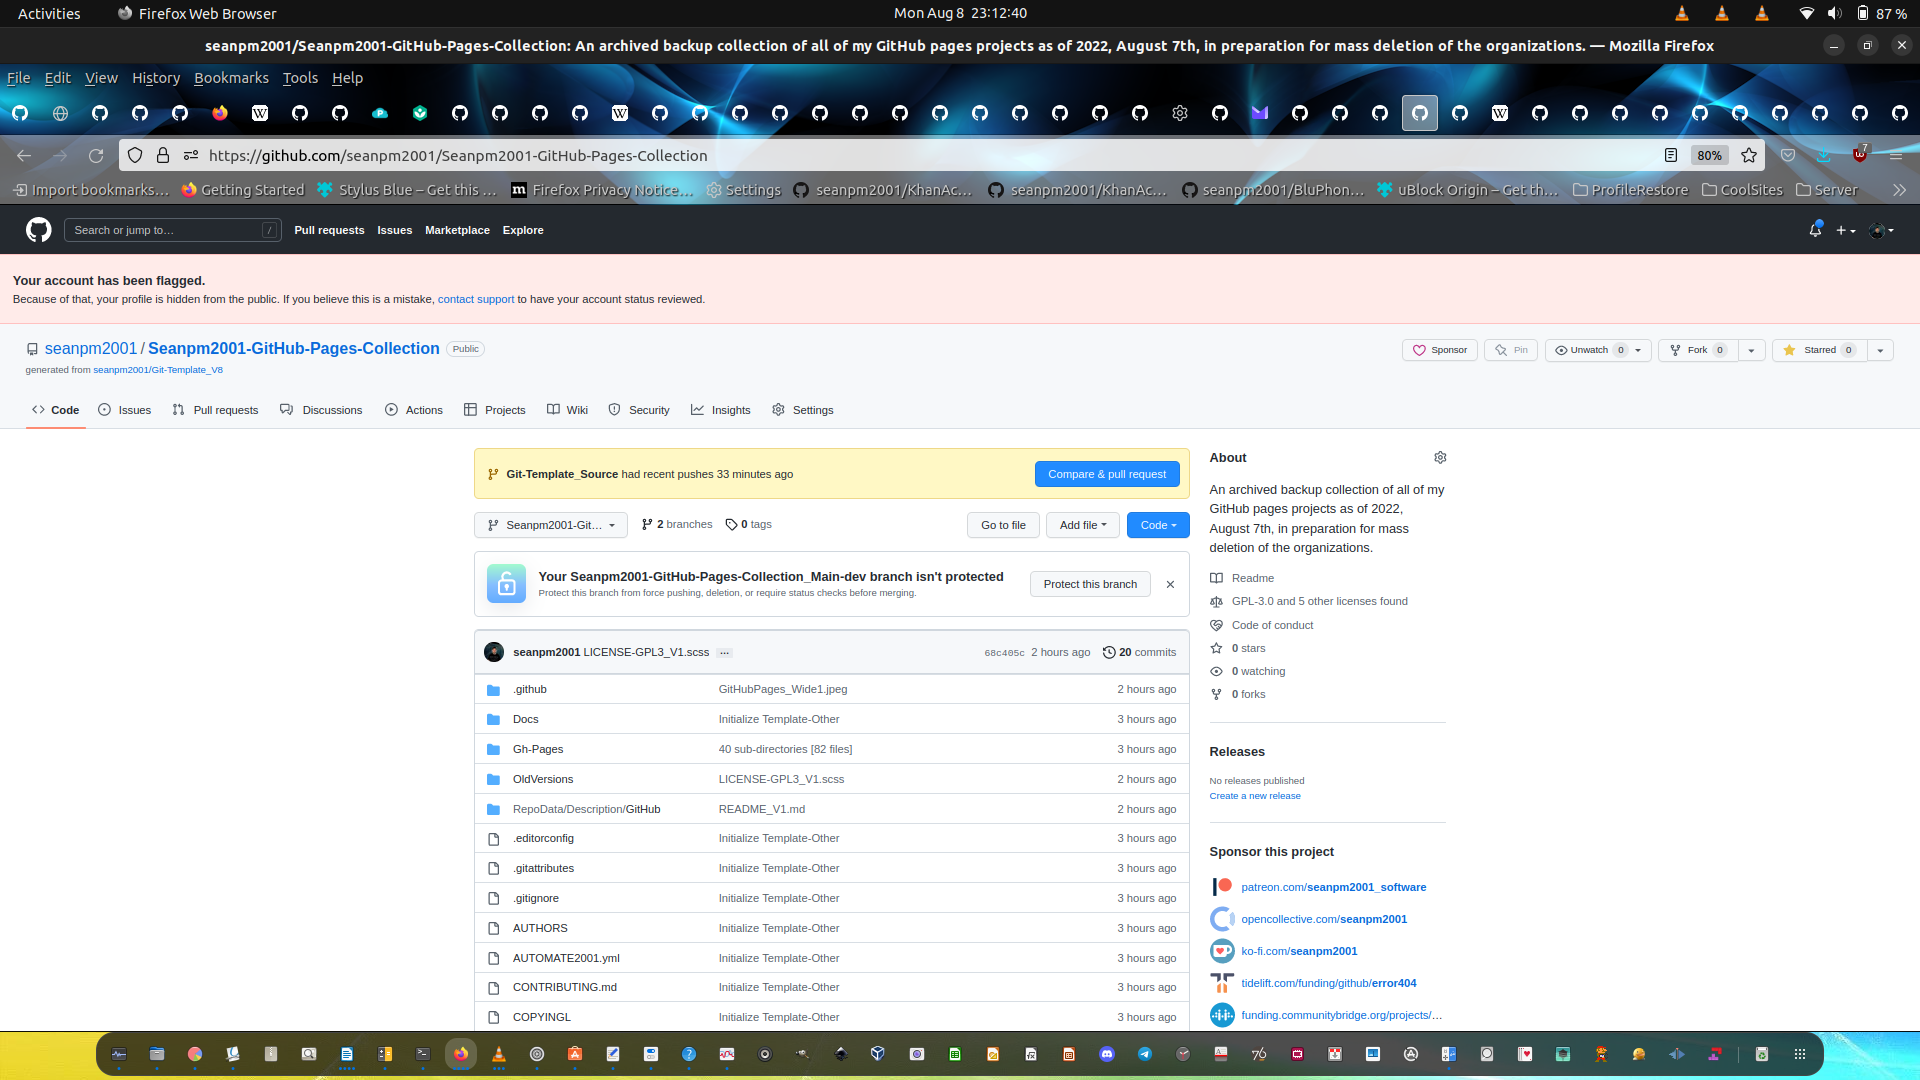 Activities Firefox Web Browser Mon Aug 8 23:12:40 87 %
seanpm2001/Seanpm2001-GitHub-Pages-Collection: An archived backup collection of all of my GitHub pages projects as of 2022, August 7th, in preparation for mass deletion of the organizations. — Mozilla Firefox
File Edit View History Bookmarks Tools Help
https://github.com/seanpm2001/Seanpm2001-GitHub-Pages-Collection 80% 7
Import bookmarks… Getting Started Stylus Blue – Get this … Firefox Privacy Notice… Settings seanpm2001/KhanAc… seanpm2001/KhanAc… seanpm2001/BluPhon… uBlock Origin – Get th… ProfileRestore CoolSites Server
Search or jump to… / Pull requests Issues Marketplace Explore
Your account has been flagged.
Because of that, your profile is hidden from the public. If you believe this is a mistake, contact support to have your account status reviewed.
seanpm2001 / Seanpm2001-GitHub-Pages-Collection Public
Sponsor Pin Unwatch 0 Fork 0 Starred 0
generated from seanpm2001/Git-Template_V8
Code Issues Pull requests Discussions Actions Projects Wiki Security Insights Settings
Git-Template_Source had recent pushes 33 minutes ago Compare & pull request
Seanpm2001-Git… 2 branches 0 tags Go to file Add file Code
Your Seanpm2001-GitHub-Pages-Collection_Main-dev branch isn't protected
Protect this branch from force pushing, deletion, or require status checks before merging.
Protect this branch
seanpm2001 LICENSE-GPL3_V1.scss … 68c405c 2 hours ago 20 commits
.github GitHubPages_Wide1.jpeg 2 hours ago
Docs Initialize Template-Other 3 hours ago
Gh-Pages 40 sub-directories [82 files] 3 hours ago
OldVersions LICENSE-GPL3_V1.scss 2 hours ago
RepoData/Description/GitHub README_V1.md 2 hours ago
.editorconfig Initialize Template-Other 3 hours ago
.gitattributes Initialize Template-Other 3 hours ago
.gitignore Initialize Template-Other 3 hours ago
AUTHORS Initialize Template-Other 3 hours ago
AUTOMATE2001.yml Initialize Template-Other 3 hours ago
CONTRIBUTING.md Initialize Template-Other 3 hours ago
COPYINGL Initialize Template-Other 3 hours ago
About
An archived backup collection of all of my
GitHub pages projects as of 2022,
August 7th, in preparation for mass
deletion of the organizations.
Readme
GPL-3.0 and 5 other licenses found
Code of conduct
0 stars
0 watching
0 forks
Releases
No releases published
Create a new release
Sponsor this project
patreon.com/seanpm2001_software
opencollective.com/seanpm2001
ko-fi.com/seanpm2001
tidelift.com/funding/github/error404
funding.communitybridge.org/projects/…